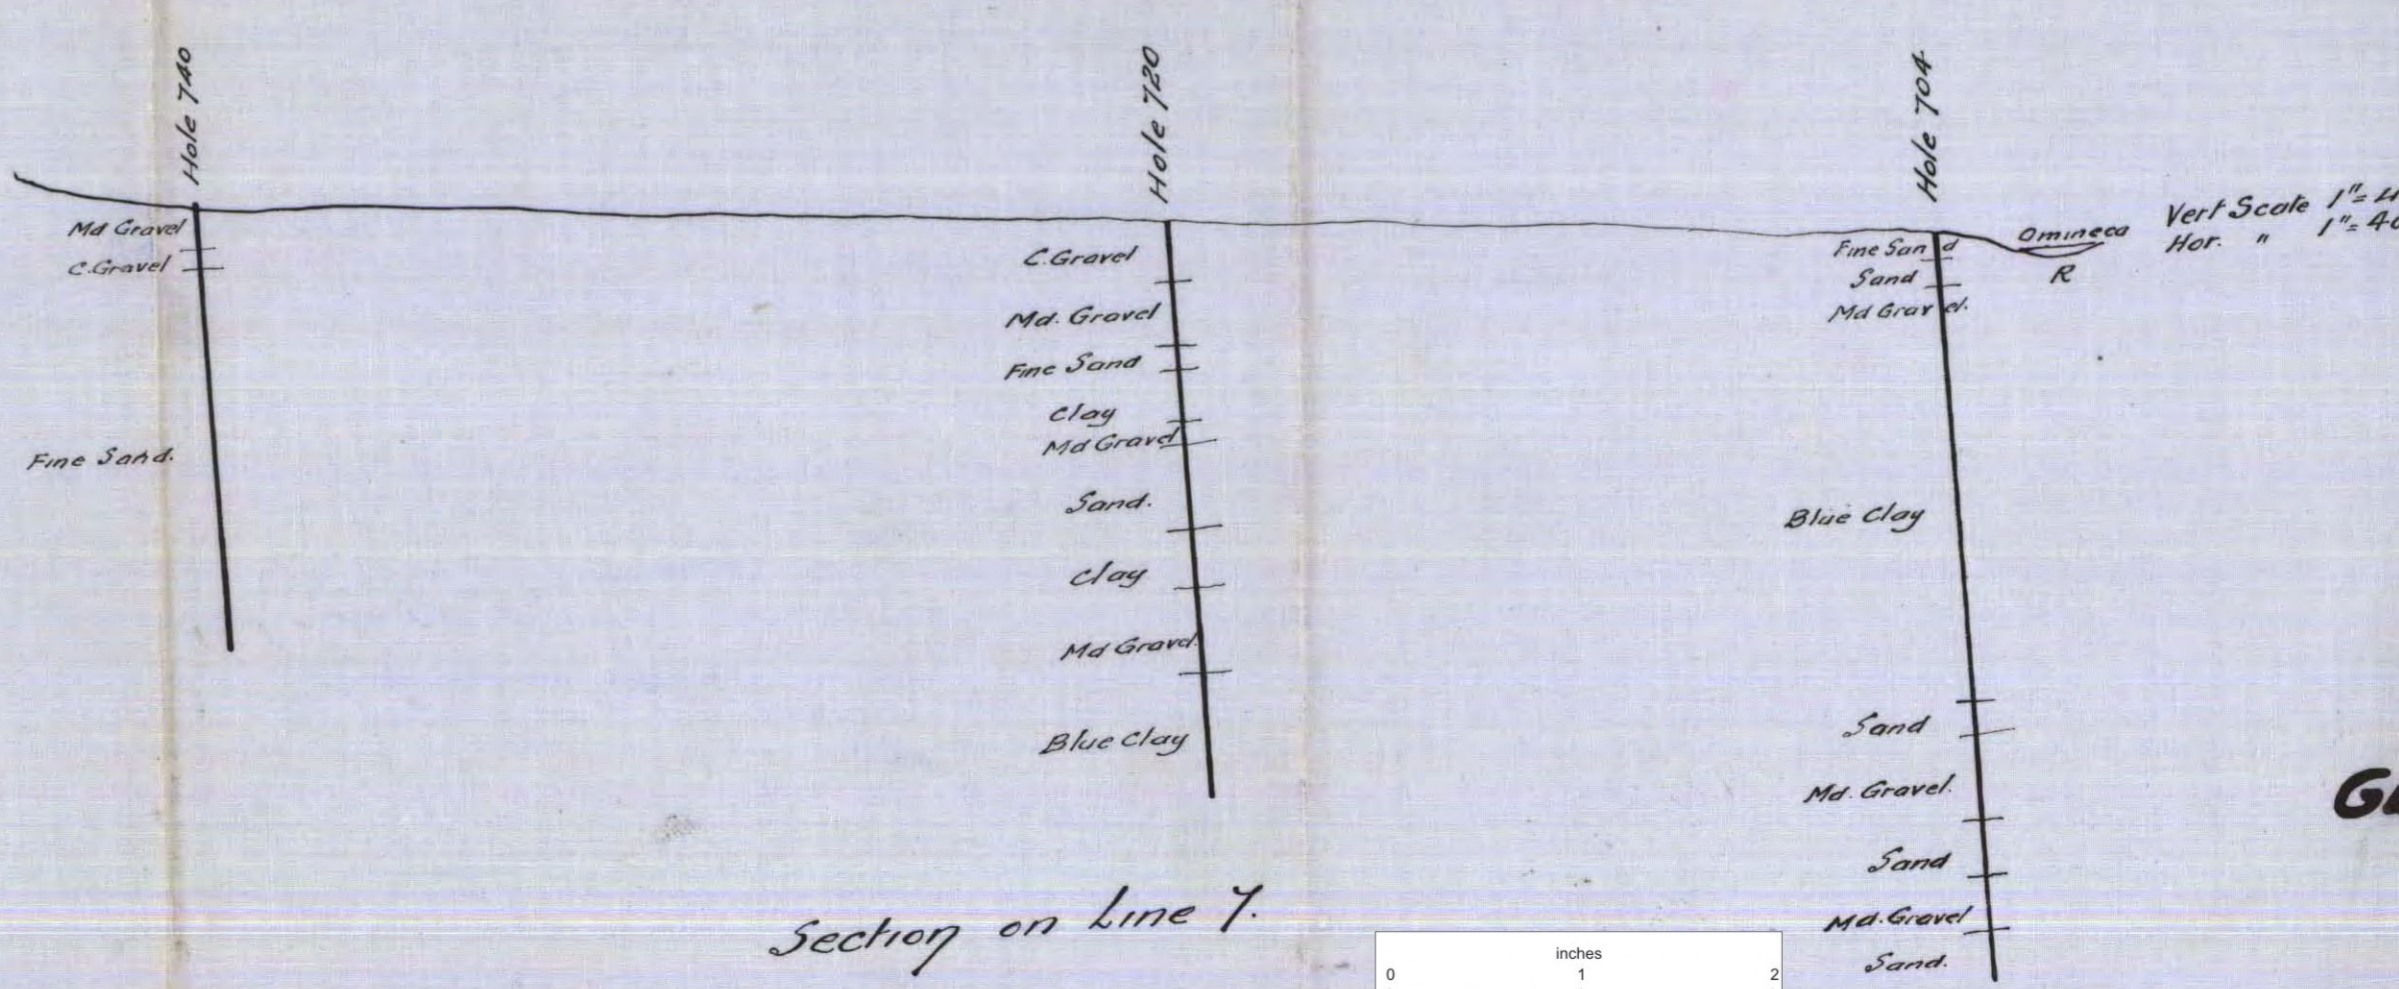 Hole 740
Md Gravel
C.Gravel
Fine Sand.
Hole 720
C.Gravel
Md. Gravel
Fine Sand
Clay
Md Gravel
Sand.
Clay
Md Gravel.
Blue Clay
Hole 704
Fine Sand
Sand
Md Gravel.
Blue Clay
Sand
Md. Gravel.
Sand
Md. Gravel
Sand.
Omineca
R
Vert Scale 1"=
Hor. " 1"=
Section on Line 7.
inches
0 1 2